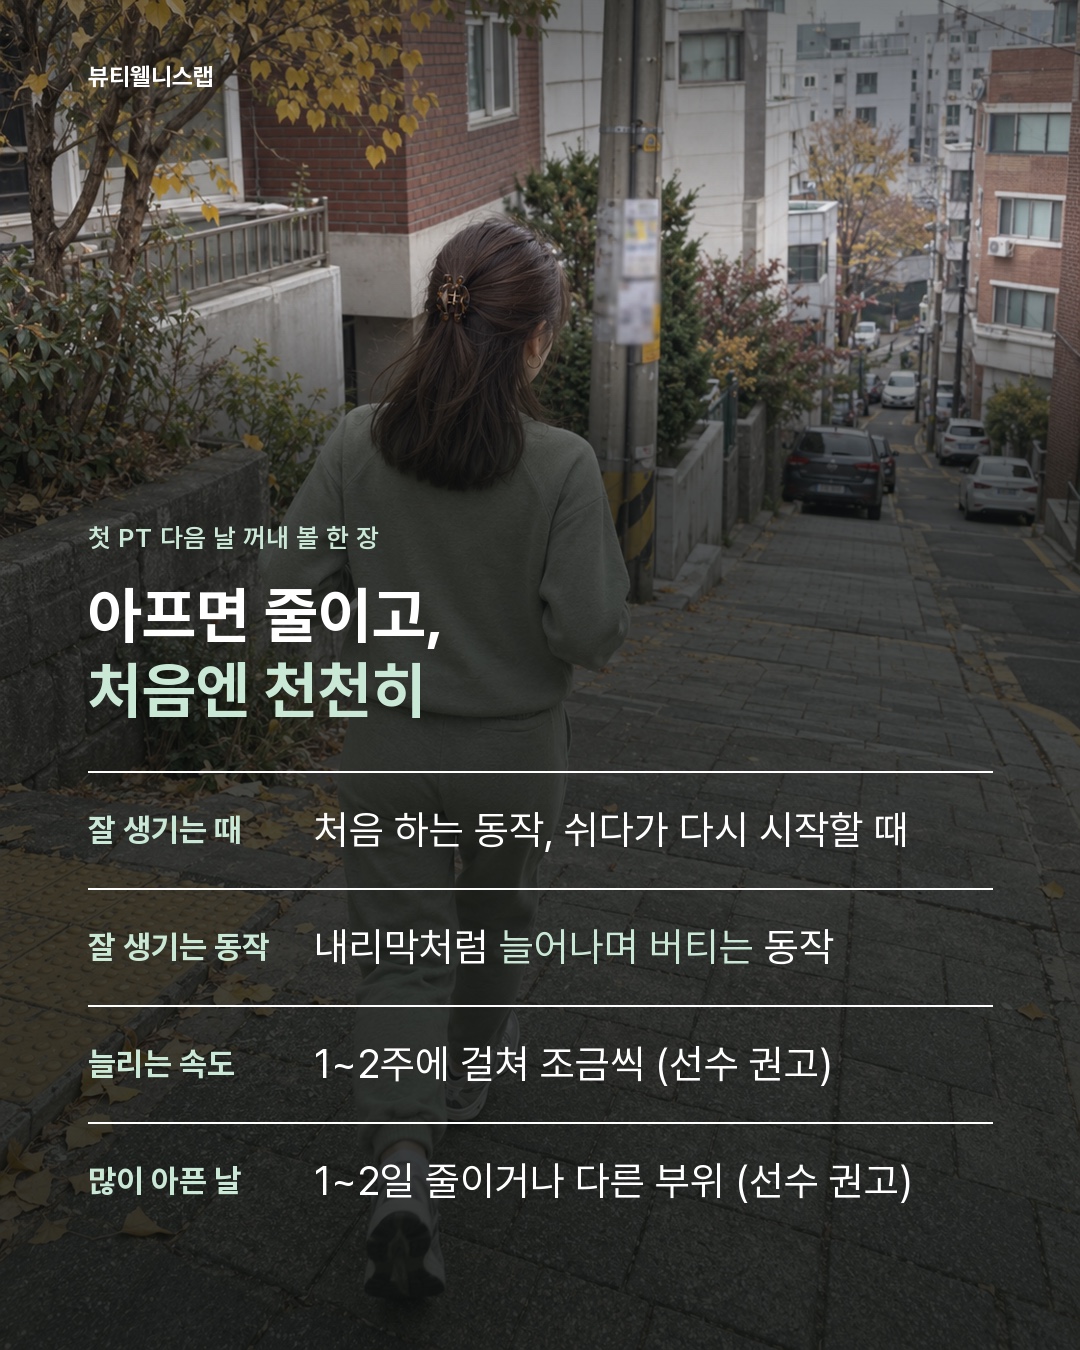 뷰티웰니스랩
첫 PT 다음 날 꺼내 볼 한 장
아프면 줄이고,
처음엔 천천히
잘 생기는 때 처음 하는 동작, 쉬다가 다시 시작할 때
잘 생기는 동작 내리막처럼 늘어나며 버티는 동작
늘리는 속도 1~2주에 걸쳐 조금씩 (선수 권고)
많이 아픈 날 1~2일 줄이거나 다른 부위 (선수 권고)